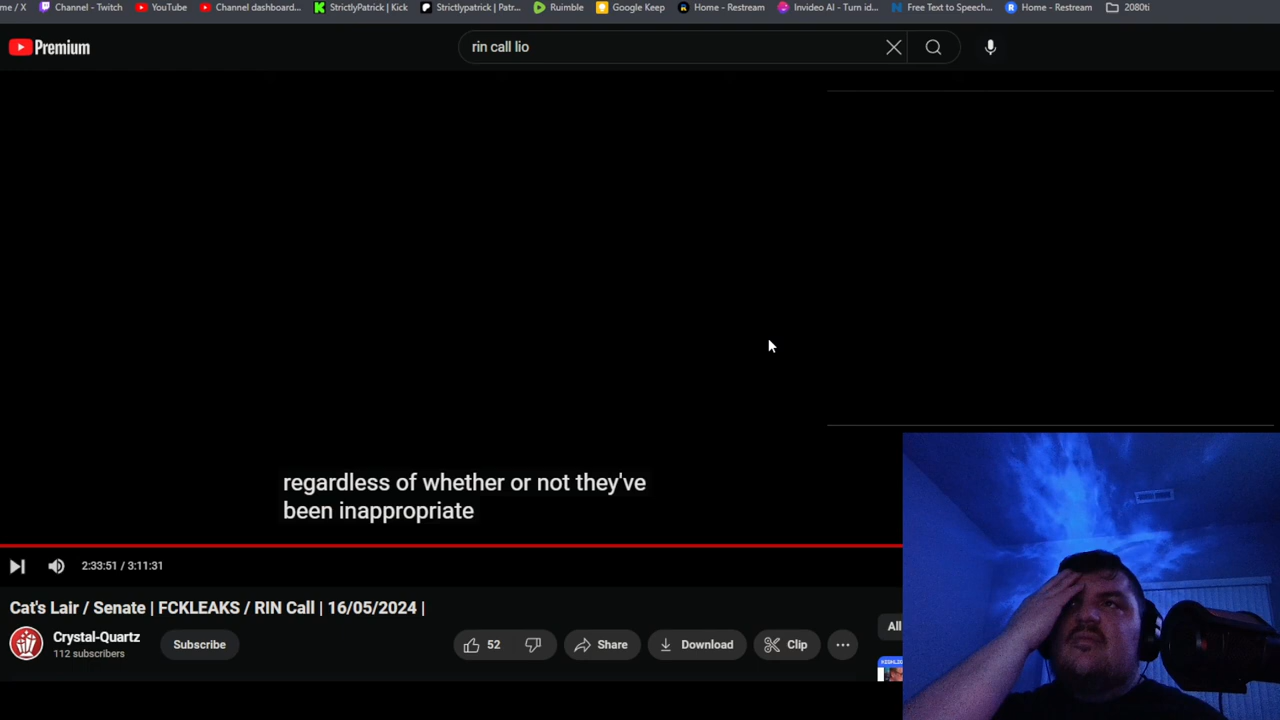 me / X Channel - Twitch YouTube Channel dashboard... StrictlyPatrick | Kick Strictlypatrick | Patr... Rumble Google Keep Home - Restream Invideo AI - Turn id... Free Text to Speech... Home - Restream 2080ti
Premium
rin call lio
regardless of whether or not they've
been inappropriate
2:33:51 / 3:11:31
Cat's Lair / Senate | FCKLEAKS / RIN Call | 16/05/2024 |
Crystal-Quartz
112 subscribers
Subscribe
52
Share
Download
Clip
All